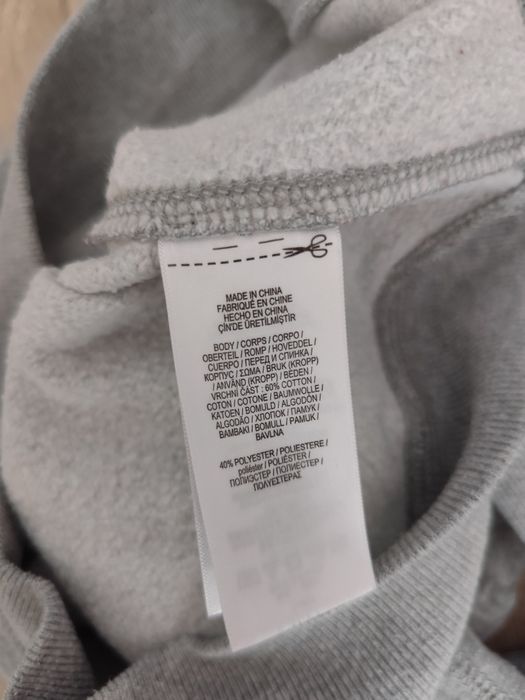 MADE IN CHINA
FABRIQUÉ EN CHINE
HECHO EN CHINA
ÇİN'DE ÜRETİLMİŞTİR
BODY / CORPS / CORPO /
OBERTEIL / ROMP / HOVEDDEL /
CUERPO / ПЕРЕД И СПИНКА /
КОРПУС / ΣΩΜΑ / BRUK (KROPP)
/ ANVÄND (KROPP) / BEDEN /
VRCHNÍ ČÁST : 60% COTTON /
COTON / COTONE / BAUMWOLLE /
KATOEN / BOMULD / ALGODÓN /
ALGODÃO / ХЛОПОК / ПАМУК /
BAMBAKI / BOMULL / PAMUK /
BAVLNA
40% POLYESTER / POLIESTERE /
poliéster / POLIÉSTER /
ПОЛИЭСТЕР / ПОЛИЕСТЕР /
ΠΟΛΥΕΣΤΕΡΑΣ